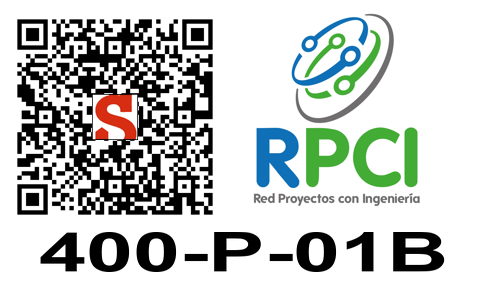 S
RPCI
Red Proyectos con Ingeniería
400-P-01B